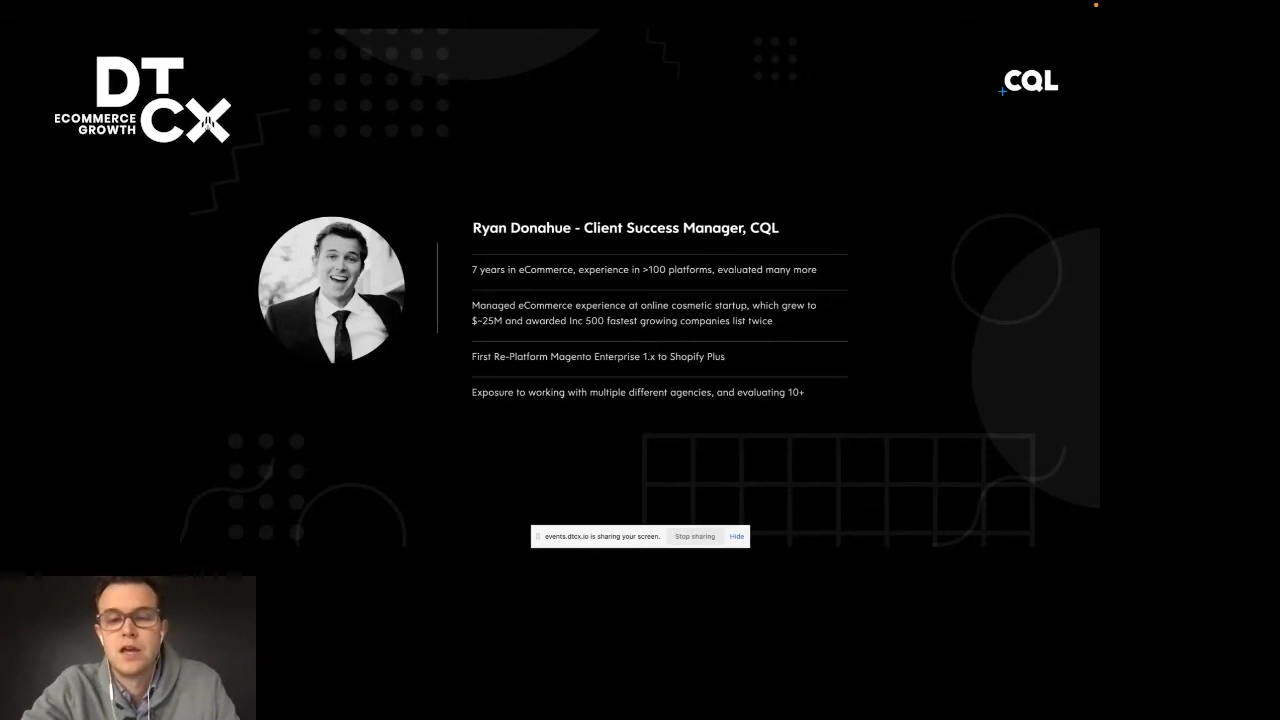 DT
CX
ECOMMERCE
GROWTH
CQL
Ryan Donahue - Client Success Manager, CQL
7 years in eCommerce, experience in >100 platforms, evaluated many more
Managed eCommerce experience at online cosmetic startup, which grew to
$~25M and awarded Inc 500 fastest growing companies list twice
First Re-Platform Magento Enterprise 1.x to Shopify Plus
Exposure to working with multiple different agencies, and evaluating 10+
events.dtcx.io is sharing your screen. Stop sharing Hide